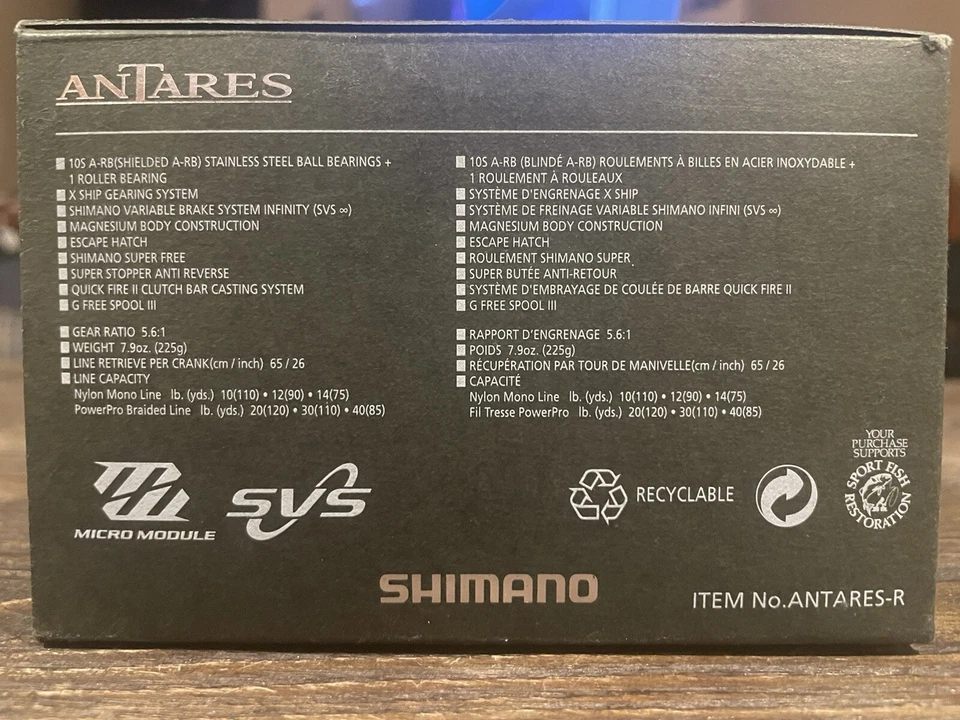 ANTARES
10S A-RB(SHIELDED A-RB) STAINLESS STEEL BALL BEARINGS +
1 ROLLER BEARING
X SHIP GEARING SYSTEM
SHIMANO VARIABLE BRAKE SYSTEM INFINITY (SVS ∞)
MAGNESIUM BODY CONSTRUCTION
ESCAPE HATCH
SHIMANO SUPER FREE
SUPER STOPPER ANTI REVERSE
QUICK FIRE II CLUTCH BAR CASTING SYSTEM
G FREE SPOOL III
GEAR RATIO 5.6:1
WEIGHT 7.9oz. (225g)
LINE RETRIEVE PER CRANK(cm / inch) 65 / 26
LINE CAPACITY
Nylon Mono Line lb. (yds.) 10(110) • 12(90) • 14(75)
PowerPro Braided Line lb. (yds.) 20(120) • 30(110) • 40(85)
10S A-RB (BLINDÉ A-RB) ROULEMENTS À BILLES EN ACIER INOXYDABLE +
1 ROULEMENT À ROULEAUX
SYSTÈME D'ENGRENAGE X SHIP
SYSTÈME DE FREINAGE VARIABLE SHIMANO INFINI (SVS ∞)
MAGNESIUM BODY CONSTRUCTION
ESCAPE HATCH
ROULEMENT SHIMANO SUPER
SUPER BUTÉE ANTI-RETOUR
SYSTÈME D'EMBRAYAGE DE COULÉE DE BARRE QUICK FIRE II
G FREE SPOOL III
RAPPORT D'ENGRENAGE 5.6:1
POIDS 7.9oz. (225g)
RÉCUPÉRATION PAR TOUR DE MANIVELLE(cm / inch) 65 / 26
CAPACITÉ
Nylon Mono Line lb. (yds.) 10(110) • 12(90) • 14(75)
Fil Tresse PowerPro lb. (yds.) 20(120) • 30(110) • 40(85)
MICRO MODULE
SVS
RECYCLABLE
YOUR
PURCHASE
SUPPORTS
SPORT FISH
RESTORATION
SHIMANO
ITEM No.ANTARES-R